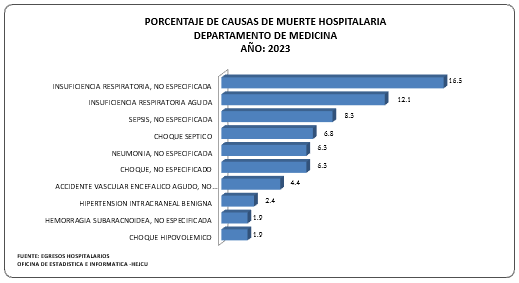 PORCENTAJE DE CAUSAS DE MUERTE HOSPITALARIA
DEPARTAMENTO DE MEDICINA
AÑO: 2023
INSUFICIENCIA RESPIRATORIA, NO ESPECIFICADA 16.5
INSUFICIENCIA RESPIRATORIA AGUDA 12.1
SEPSIS, NO ESPECIFICADA 8.3
CHOQUE SEPTICO 6.8
NEUMONIA, NO ESPECIFICADA 6.3
CHOQUE, NO ESPECIFICADO 6.3
ACCIDENTE VASCULAR ENCEFALICO AGUDO, NO... 4.4
HIPERTENSION INTRACRANEAL BENIGNA 2.4
HEMORRAGIA SUBARACNOIDEA, NO ESPECIFICADA 1.9
CHOQUE HIPOVOLEMICO 1.9
FUENTE: EGRESOS HOSPITALARIOS
OFICINA DE ESTADISTICA E INFORMATICA -HEJCU